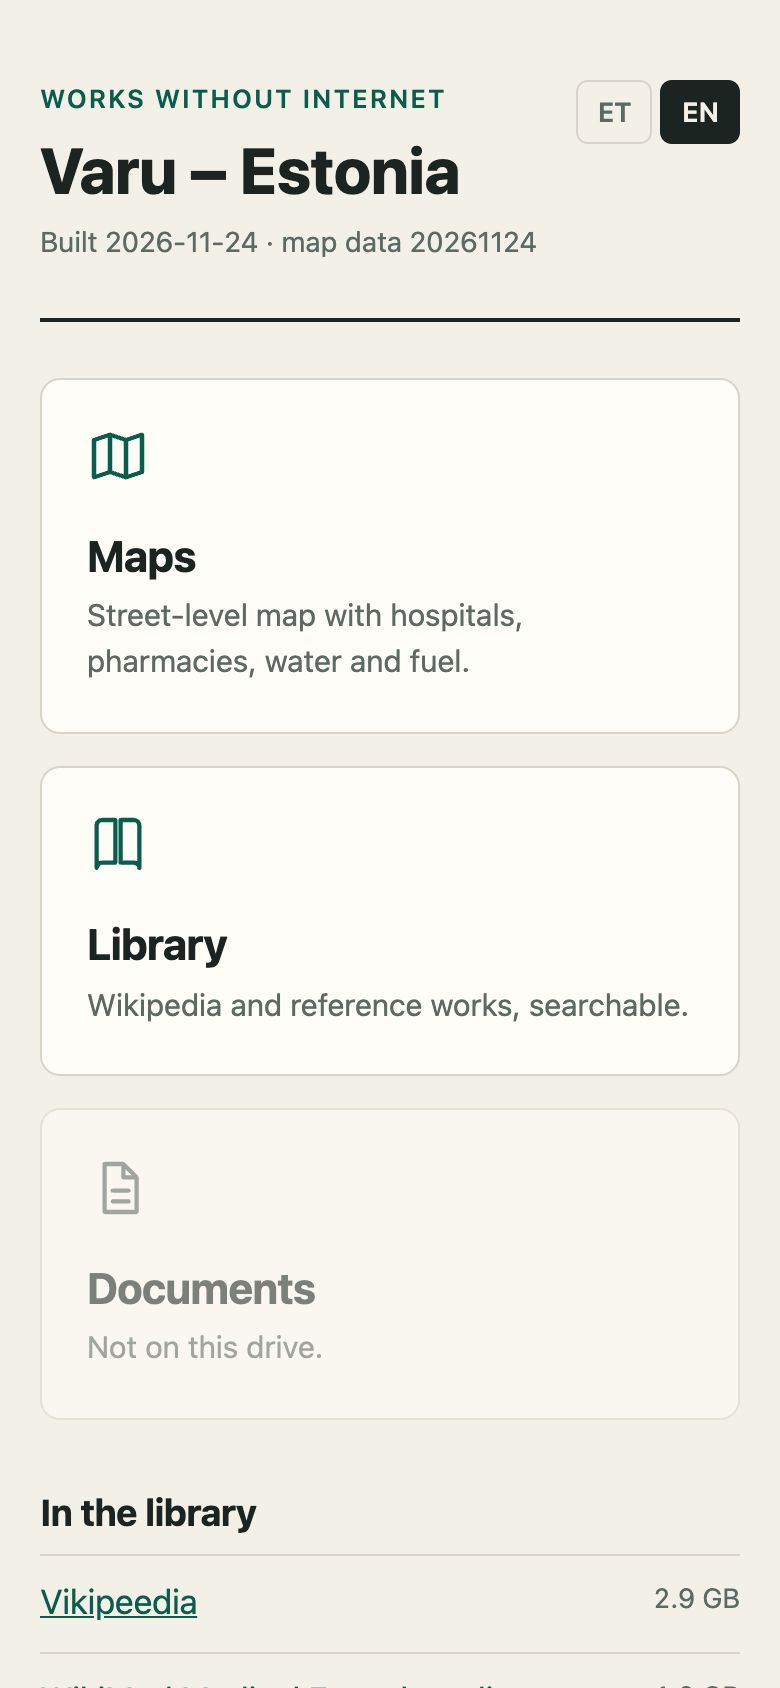 WORKS WITHOUT INTERNET
ET EN
Varu – Estonia
Built 2026-11-24 · map data 20261124
Maps
Street-level map with hospitals,
pharmacies, water and fuel.
Library
Wikipedia and reference works, searchable.
Documents
Not on this drive.
In the library
Vikipeedia 2.9 GB